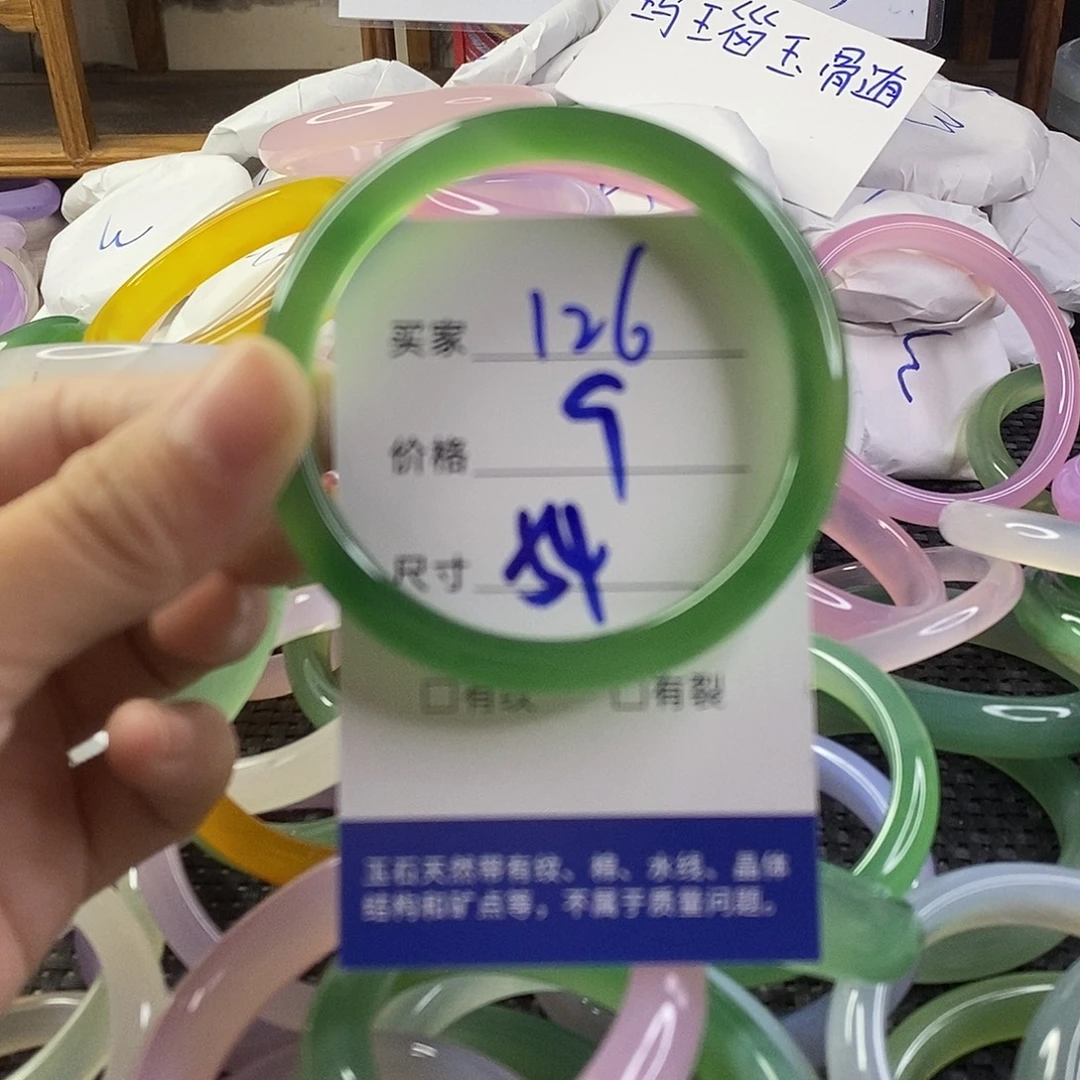 玛瑙玉骨髓
买家 126
价格 9
尺寸 54
□有纹 □有裂
玉石天然带有纹、棉、水线、晶体
结构和矿点等，不属于质量问题。